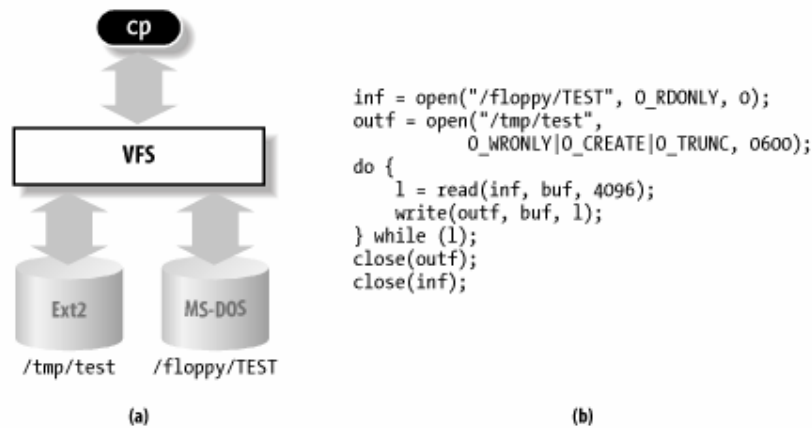 cp
VFS
Ext2
MS-DOS
/tmp/test
/floppy/TEST
(a)
inf = open("/floppy/TEST", O_RDONLY, 0);
outf = open("/tmp/test",
O_WRONLY|O_CREATE|O_TRUNC, 0600);
do {
l = read(inf, buf, 4096);
write(outf, buf, l);
} while (l);
close(outf);
close(inf);
(b)